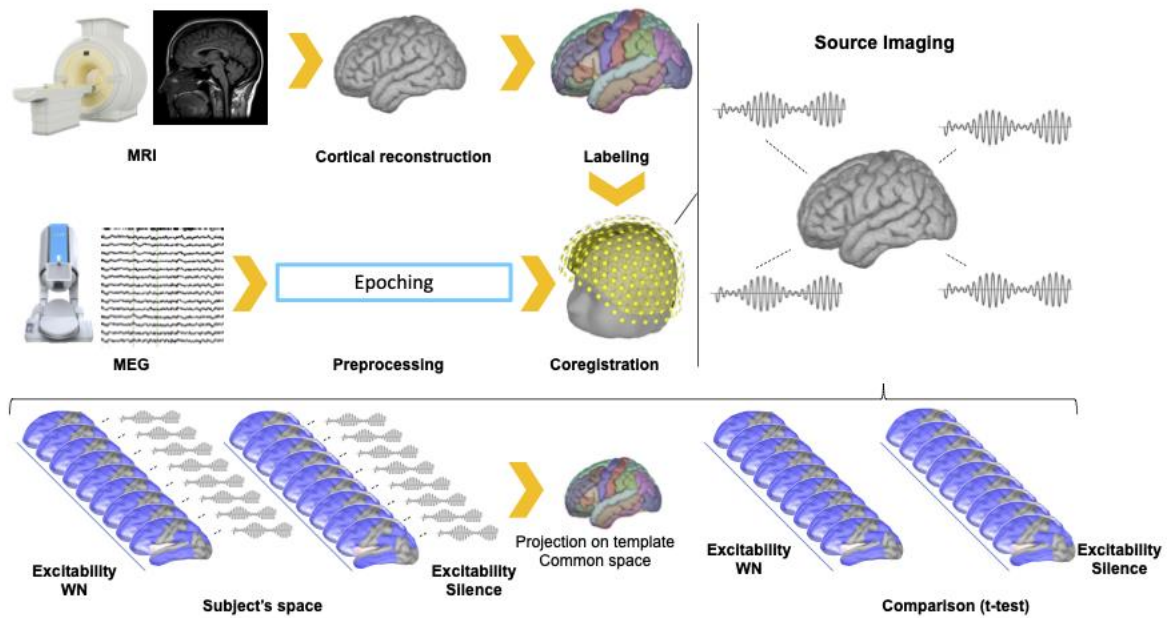 Source Imaging
MRI
Cortical reconstruction
Labeling
Epoching
MEG
Preprocessing
Coregistration
Excitability
WN
Excitability
Silence
Subject's space
Projection on template
Common space
Excitability
WN
Excitability
Silence
Comparison (t-test)